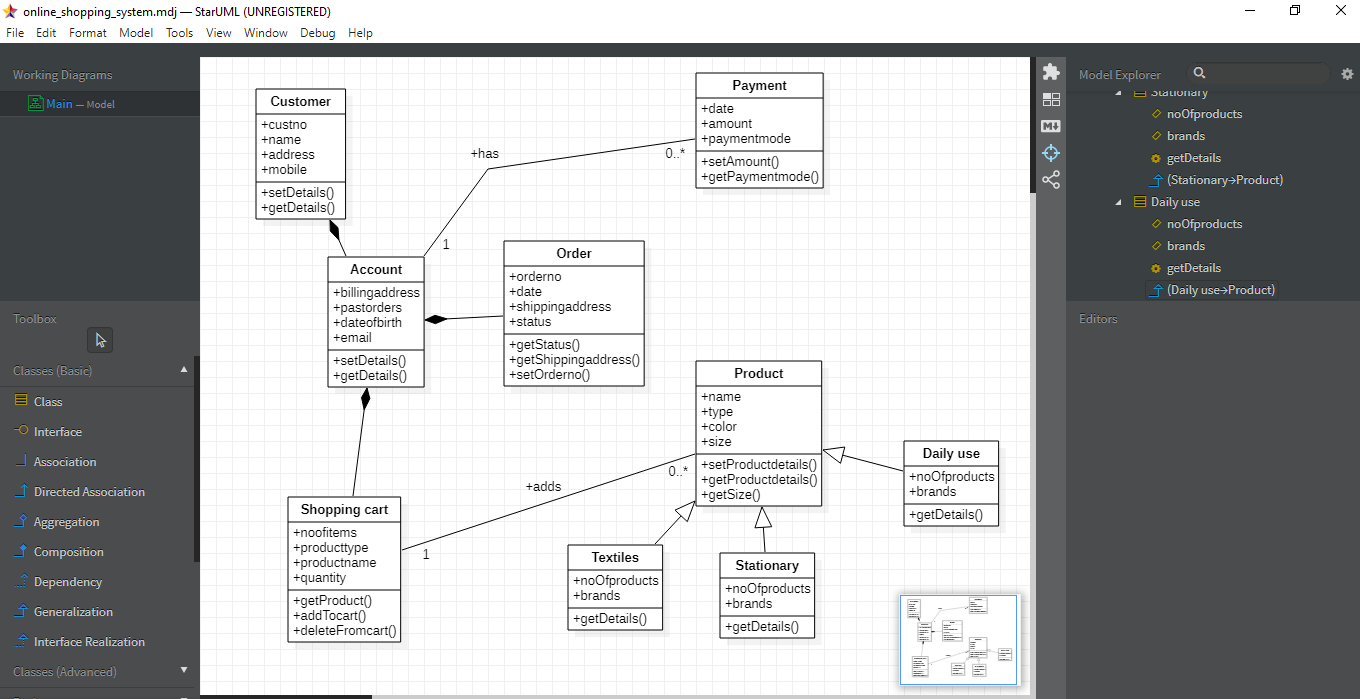 online_shopping_system.mdj — StarUML (UNREGISTERED)
File Edit Format Model Tools View Window Debug Help
Working Diagrams
Main — Model
Toolbox
Classes (Basic)
Class
Interface
Association
Directed Association
Aggregation
Composition
Dependency
Generalization
Interface Realization
Classes (Advanced)
Customer
+custno
+name
+address
+mobile
+setDetails()
+getDetails()
+has
0..*
1
Payment
+date
+amount
+paymentmode
+setAmount()
+getPaymentmode()
Account
+billingaddress
+pastorders
+dateofbirth
+email
+setDetails()
+getDetails()
Order
+orderno
+date
+shippingaddress
+status
+getStatus()
+getShippingaddress()
+setOrderno()
Product
+name
+type
+color
+size
+setProductdetails()
+getProductdetails()
+getSize()
Daily use
+noOfproducts
+brands
+getDetails()
+adds
0..*
1
Shopping cart
+noofitems
+producttype
+productname
+quantity
+getProduct()
+addTocart()
+deleteFromcart()
Textiles
+noOfproducts
+brands
+getDetails()
Stationary
+noOfproducts
+brands
+getDetails()
M
Model Explorer
Stationary
noOfproducts
brands
getDetails
(Stationary→Product)
Daily use
noOfproducts
brands
getDetails
(Daily use→Product)
Editors